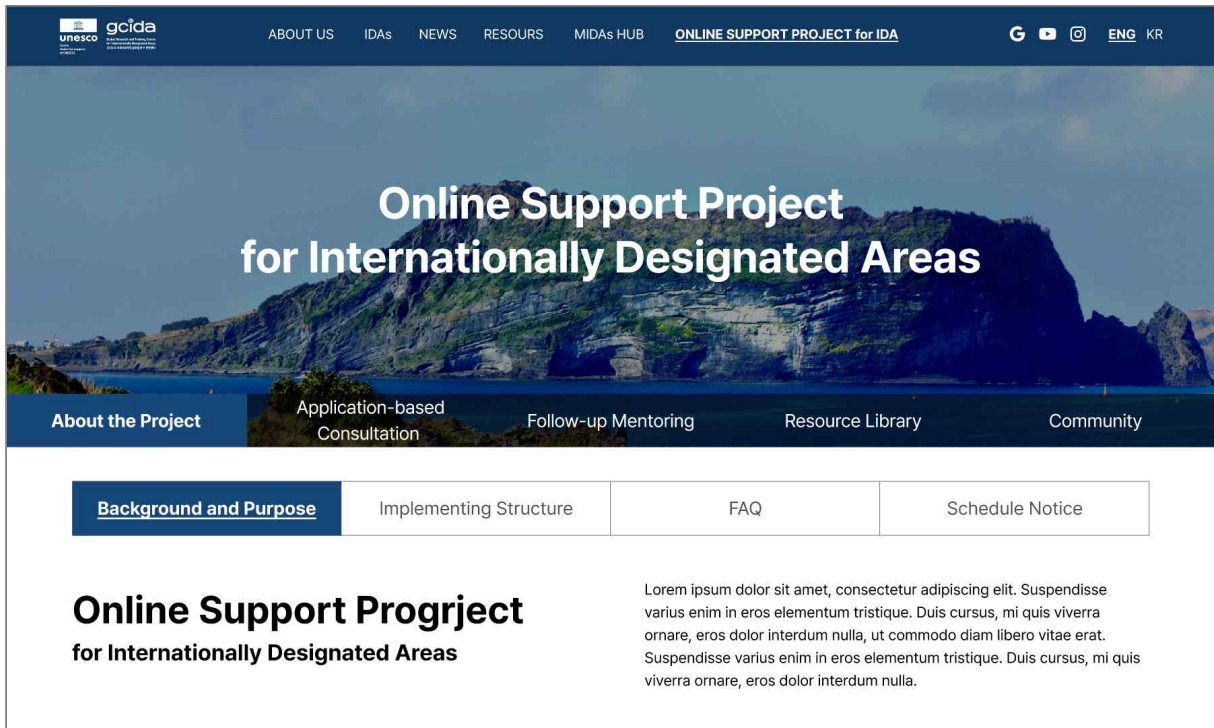 unesco
gcida
ABOUT US IDAs NEWS RESOURS MIDAs HUB ONLINE SUPPORT PROJECT for IDA ENG KR
Online Support Project
for Internationally Designated Areas
About the Project
Application-based
Consultation
Follow-up Mentoring
Resource Library
Community
Background and Purpose
Implementing Structure
FAQ
Schedule Notice
Online Support Progrject
for Internationally Designated Areas
Lorem ipsum dolor sit amet, consectetur adipiscing elit. Suspendisse
varius enim in eros elementum tristique. Duis cursus, mi quis viverra
ornare, eros dolor interdum nulla, ut commodo diam libero vitae erat.
Suspendisse varius enim in eros elementum tristique. Duis cursus, mi quis
viverra ornare, eros dolor interdum nulla.